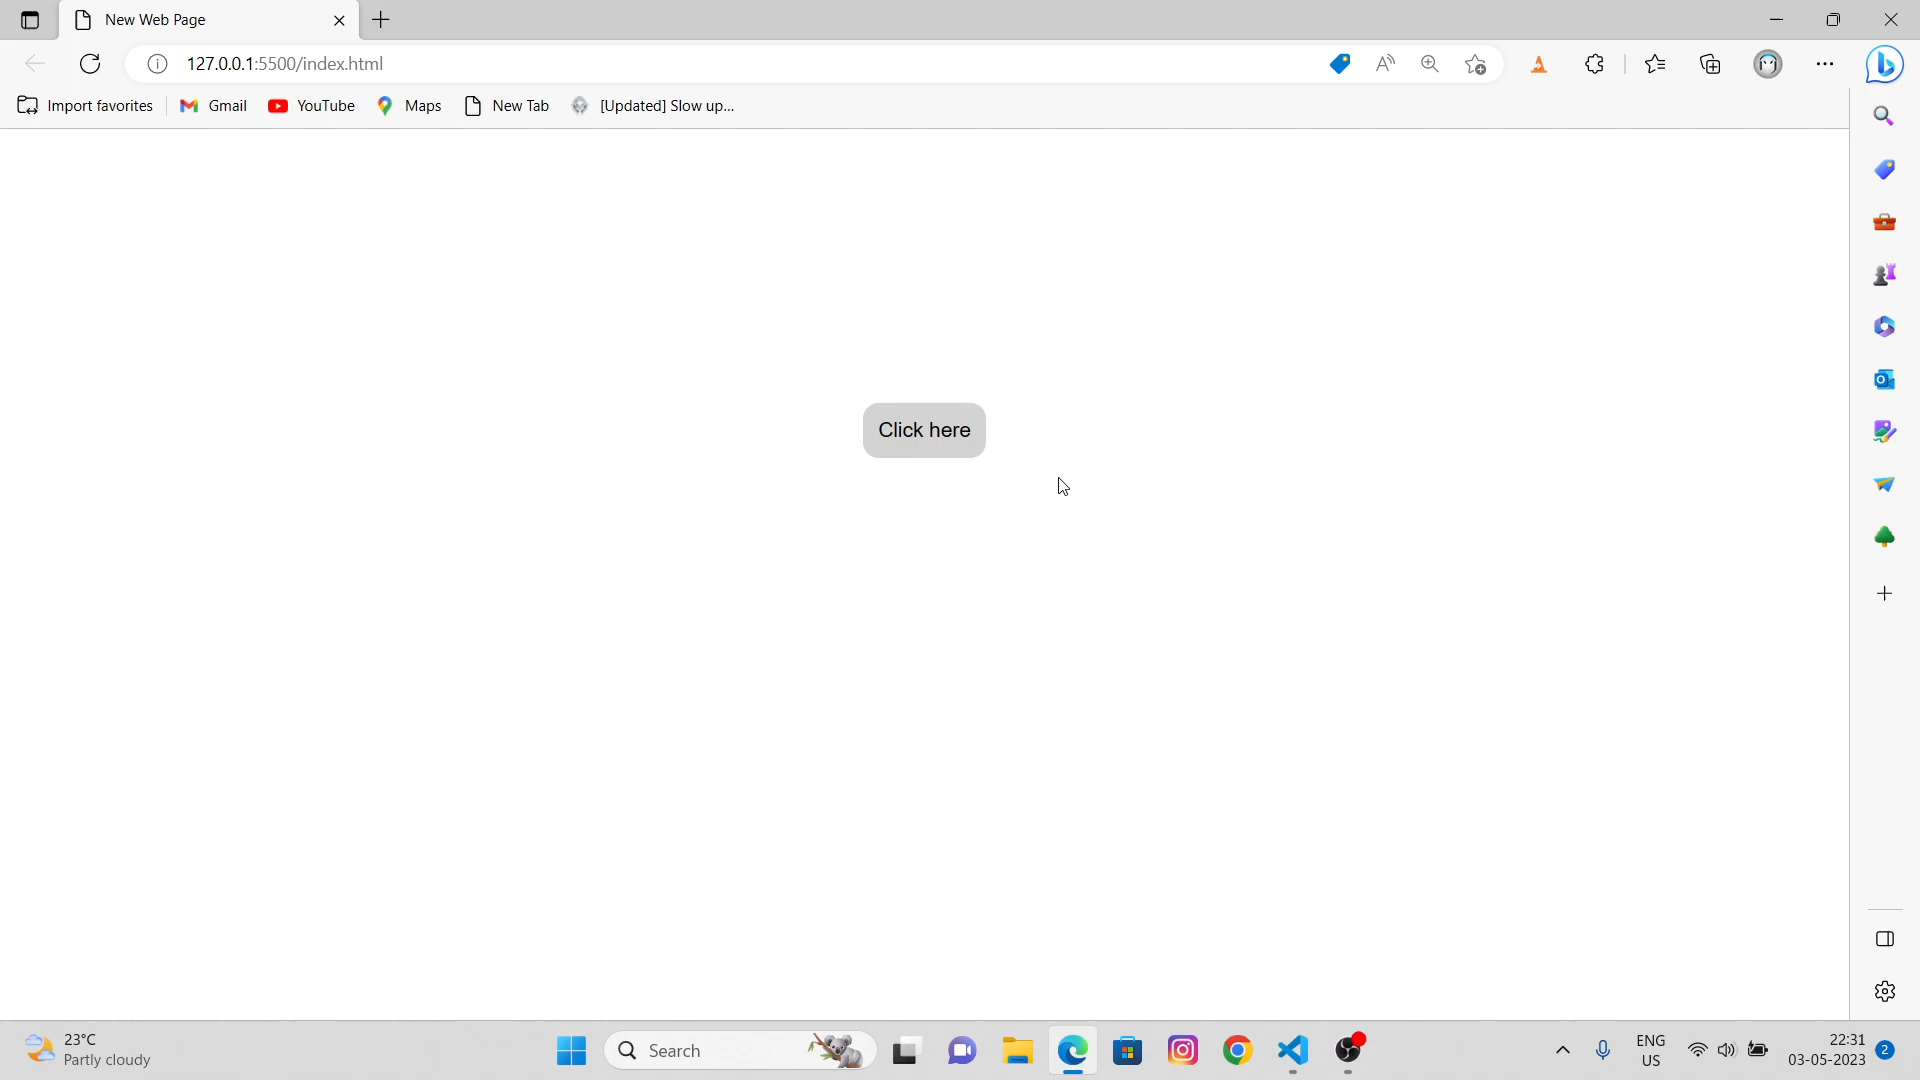 New Web Page
127.0.0.1:5500/index.html
Import favorites Gmail YouTube Maps New Tab [Updated] Slow up...
Click here
23°C
Partly cloudy
Search
ENG
US
22:31
03-05-2023
2